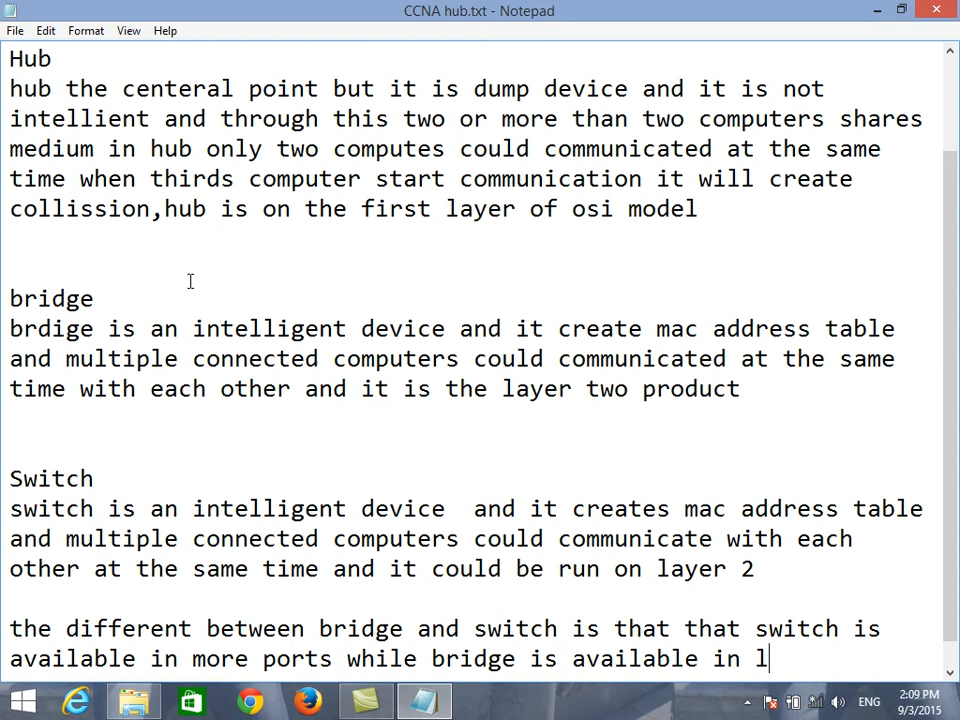 CCNA hub.txt - Notepad
File Edit Format View Help
Hub
hub the centeral point but it is dump device and it is not
intellient and through this two or more than two computers shares
medium in hub only two computes could communicated at the same
time when thirds computer start communication it will create
collission,hub is on the first layer of osi model
bridge
brdige is an intelligent device and it create mac address table
and multiple connected computers could communicated at the same
time with each other and it is the layer two product
Switch
switch is an intelligent device  and it creates mac address table
and multiple connected computers could communicate with each
other at the same time and it could be run on layer 2
the different between bridge and switch is that that switch is
available in more ports while bridge is available in l
ENG
2:09 PM
9/3/2015